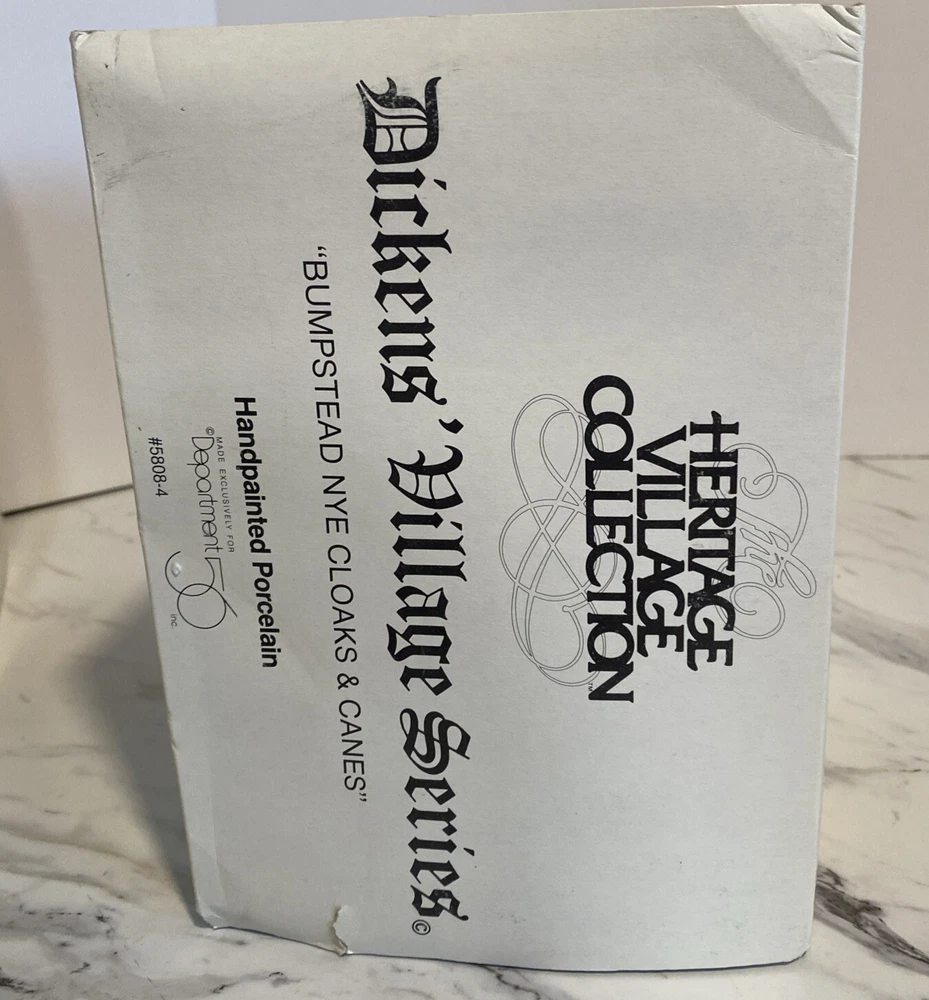 The
HERITAGE
VILLAGE
COLLECTION™
Dickens' Village Series©
“BUMPSTEAD NYE CLOAKS & CANES”
Handpainted Porcelain
©MADE EXCLUSIVELY FOR
Department 56 inc.
#5808-4